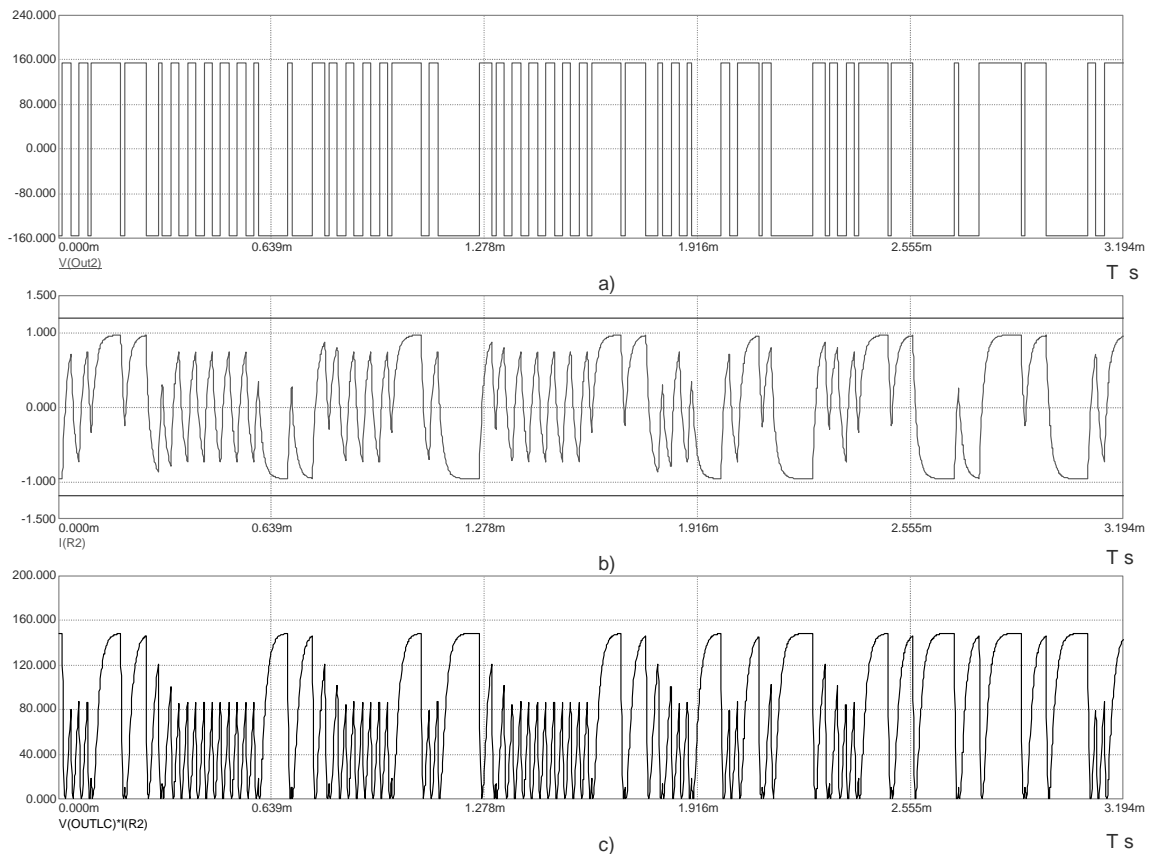 240.000
160.000
80.000
0.000
-80.000
-160.000
0.000m 0.639m 1.278m 1.916m 2.555m 3.194m
V(Out2)
a) T s
1.500
1.000
0.000
-1.000
-1.500
0.000m 0.639m 1.278m 1.916m 2.555m 3.194m
I(R2)
b) T s
200.000
160.000
120.000
80.000
40.000
0.000
0.000m 0.639m 1.278m 1.916m 2.555m 3.194m
V(OUTLC)*I(R2)
c) T s